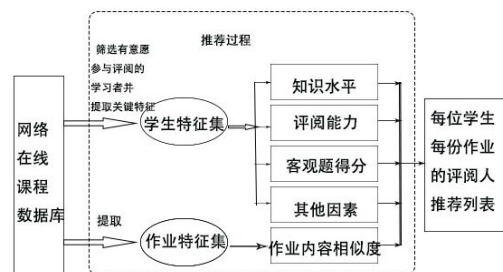 筛选有意愿
参与评阅的
学习者并
提取关键特征
推荐过程
网络
在线
课程
数据库
学生特征集
知识水平
评阅能力
客观题得分
其他因素
提取
作业特征集
作业内容相似度
每位学生
每份作业
的评阅人
推荐列表